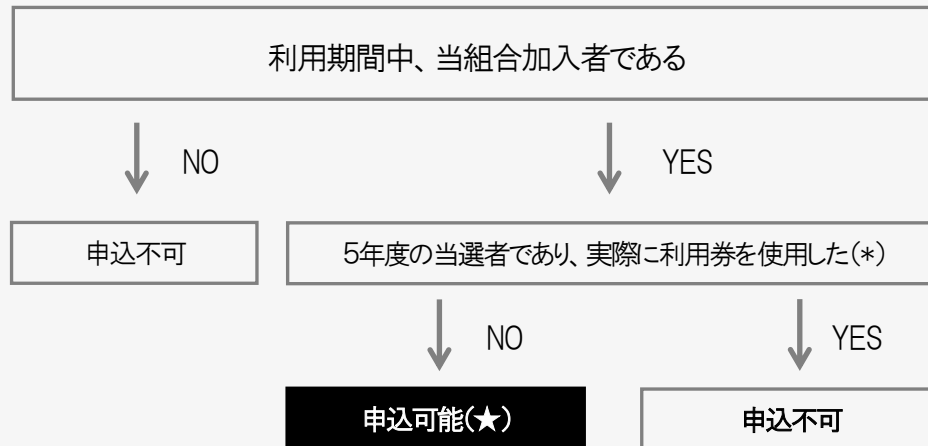 利用期間中、当組合加入者である
NO
YES
申込不可
5年度の当選者であり、実際に利用券を使用した(*)
NO
YES
申込可能(★)
申込不可